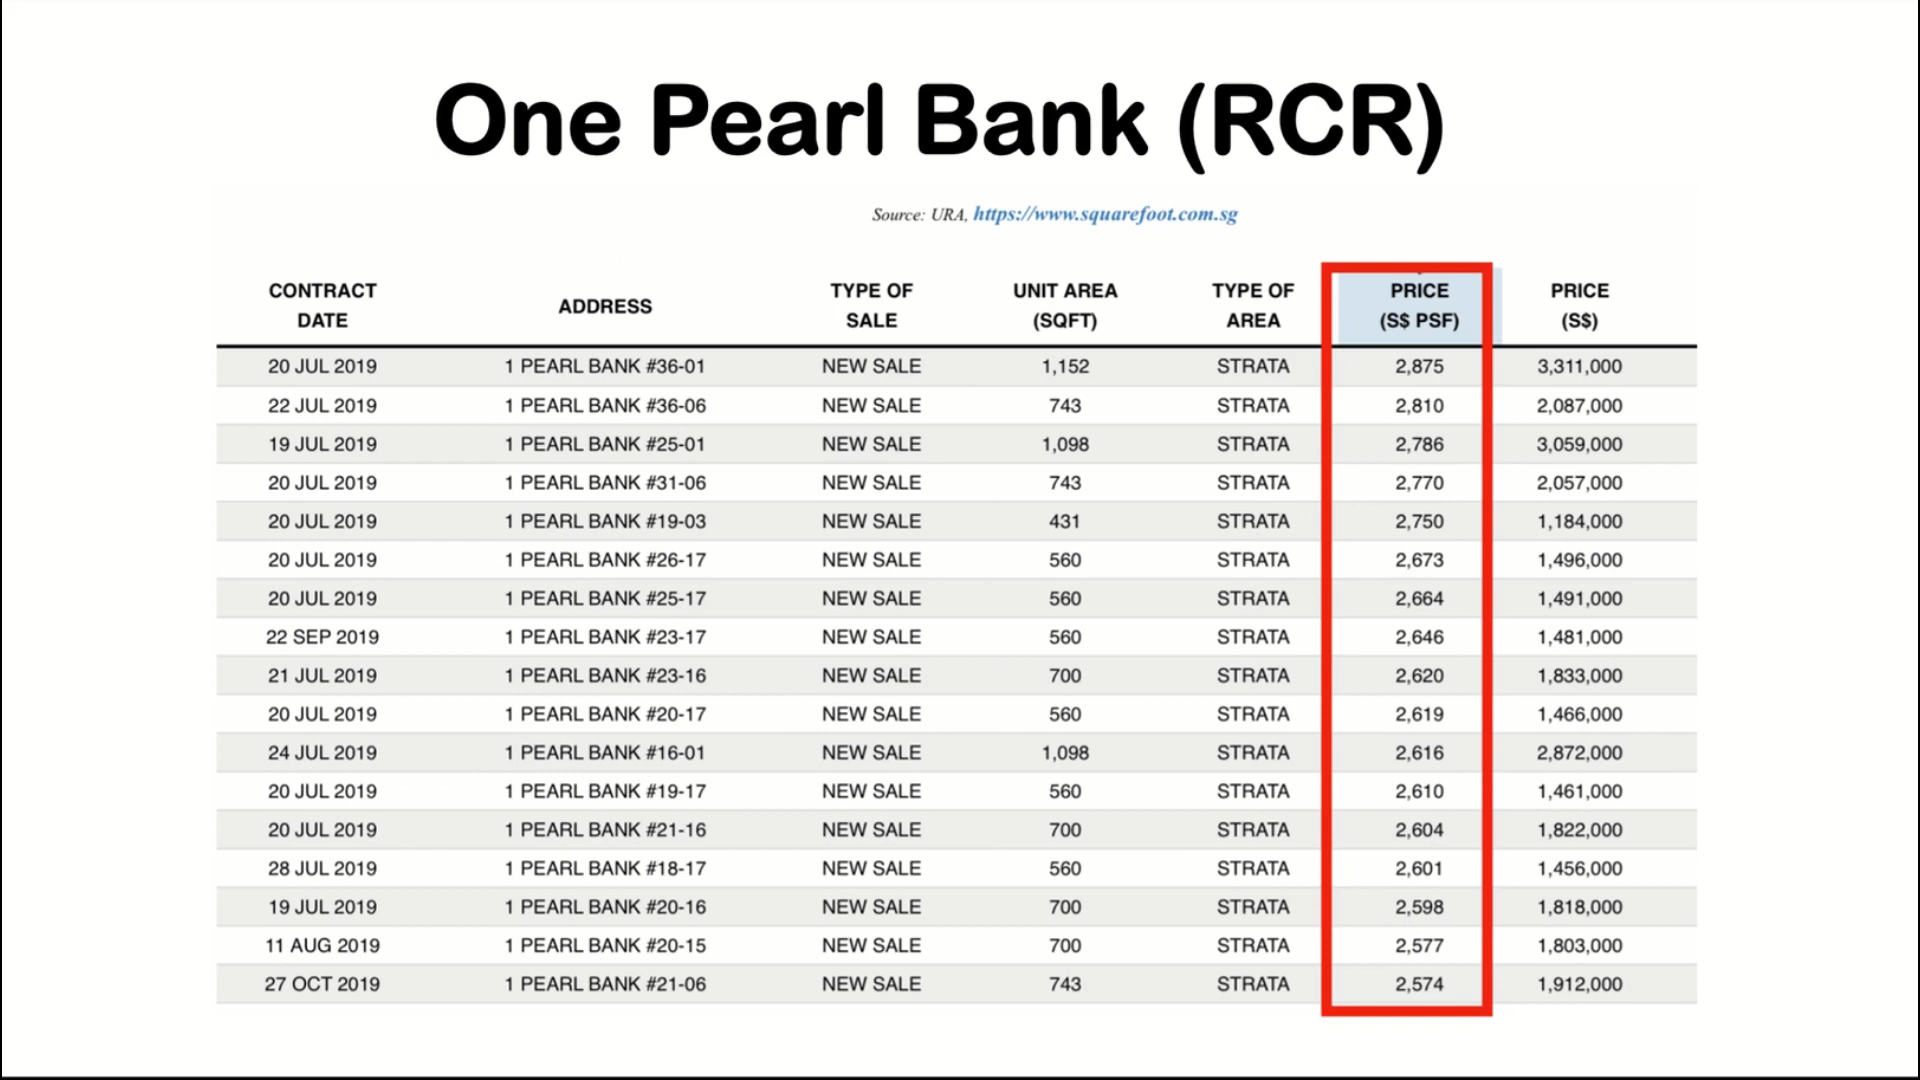 One Pearl Bank (RCR)
Source: URA, https://www.squarefoot.com.sg
CONTRACT DATE ADDRESS TYPE OF SALE UNIT AREA (SQFT) TYPE OF AREA PRICE (S$ PSF) PRICE (S$)
20 JUL 2019 1 PEARL BANK #36-01 NEW SALE 1,152 STRATA 2,875 3,311,000
22 JUL 2019 1 PEARL BANK #36-06 NEW SALE 743 STRATA 2,810 2,087,000
19 JUL 2019 1 PEARL BANK #25-01 NEW SALE 1,098 STRATA 2,786 3,059,000
20 JUL 2019 1 PEARL BANK #31-06 NEW SALE 743 STRATA 2,770 2,057,000
20 JUL 2019 1 PEARL BANK #19-03 NEW SALE 431 STRATA 2,750 1,184,000
20 JUL 2019 1 PEARL BANK #26-17 NEW SALE 560 STRATA 2,673 1,496,000
20 JUL 2019 1 PEARL BANK #25-17 NEW SALE 560 STRATA 2,664 1,491,000
22 SEP 2019 1 PEARL BANK #23-17 NEW SALE 560 STRATA 2,646 1,481,000
21 JUL 2019 1 PEARL BANK #23-16 NEW SALE 700 STRATA 2,620 1,833,000
20 JUL 2019 1 PEARL BANK #20-17 NEW SALE 560 STRATA 2,619 1,466,000
24 JUL 2019 1 PEARL BANK #16-01 NEW SALE 1,098 STRATA 2,616 2,872,000
20 JUL 2019 1 PEARL BANK #19-17 NEW SALE 560 STRATA 2,610 1,461,000
20 JUL 2019 1 PEARL BANK #21-16 NEW SALE 700 STRATA 2,604 1,822,000
28 JUL 2019 1 PEARL BANK #18-17 NEW SALE 560 STRATA 2,601 1,456,000
19 JUL 2019 1 PEARL BANK #20-16 NEW SALE 700 STRATA 2,598 1,818,000
11 AUG 2019 1 PEARL BANK #20-15 NEW SALE 700 STRATA 2,577 1,803,000
27 OCT 2019 1 PEARL BANK #21-06 NEW SALE 743 STRATA 2,574 1,912,000